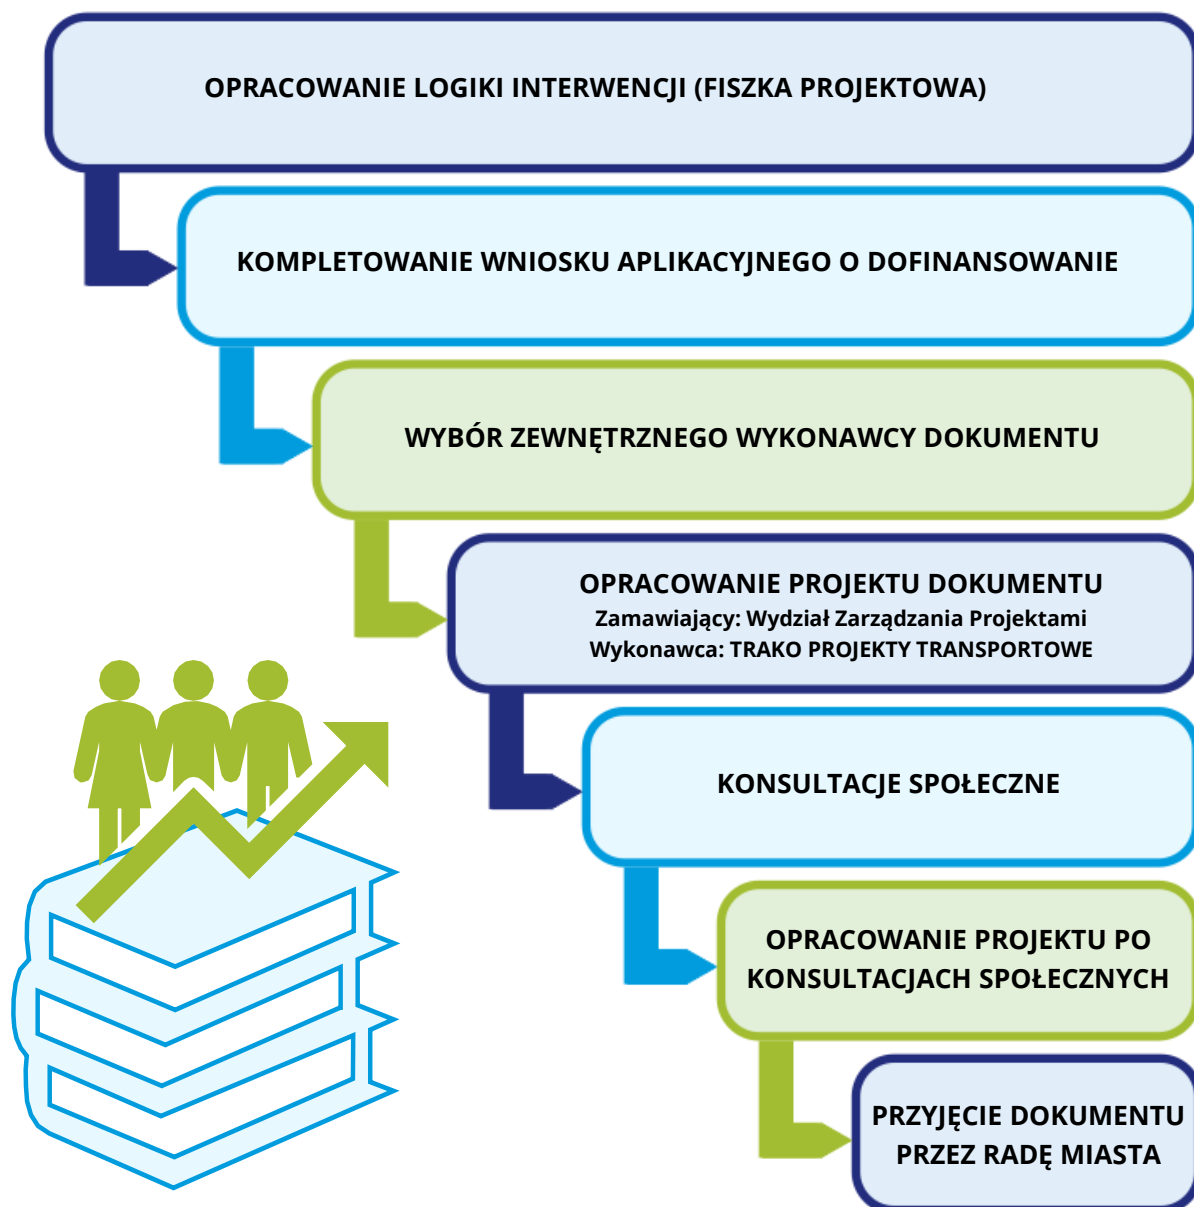 OPRACOWANIE LOGIKI INTERWENCJI (FISZKA PROJEKTOWA)
KOMPLETOWANIE WNIOSKU APLIKACYJNEGO O DOFINANSOWANIE
WYBÓR ZEWNĘTRZNEGO WYKONAWCY DOKUMENTU
OPRACOWANIE PROJEKTU DOKUMENTU
Zamawiający: Wydział Zarządzania Projektami
Wykonawca: TRAKO PROJEKTY TRANSPORTOWE
KONSULTACJE SPOŁECZNE
OPRACOWANIE PROJEKTU PO
KONSULTACJACH SPOŁECZNYCH
PRZYJĘCIE DOKUMENTU
PRZEZ RADĘ MIASTA